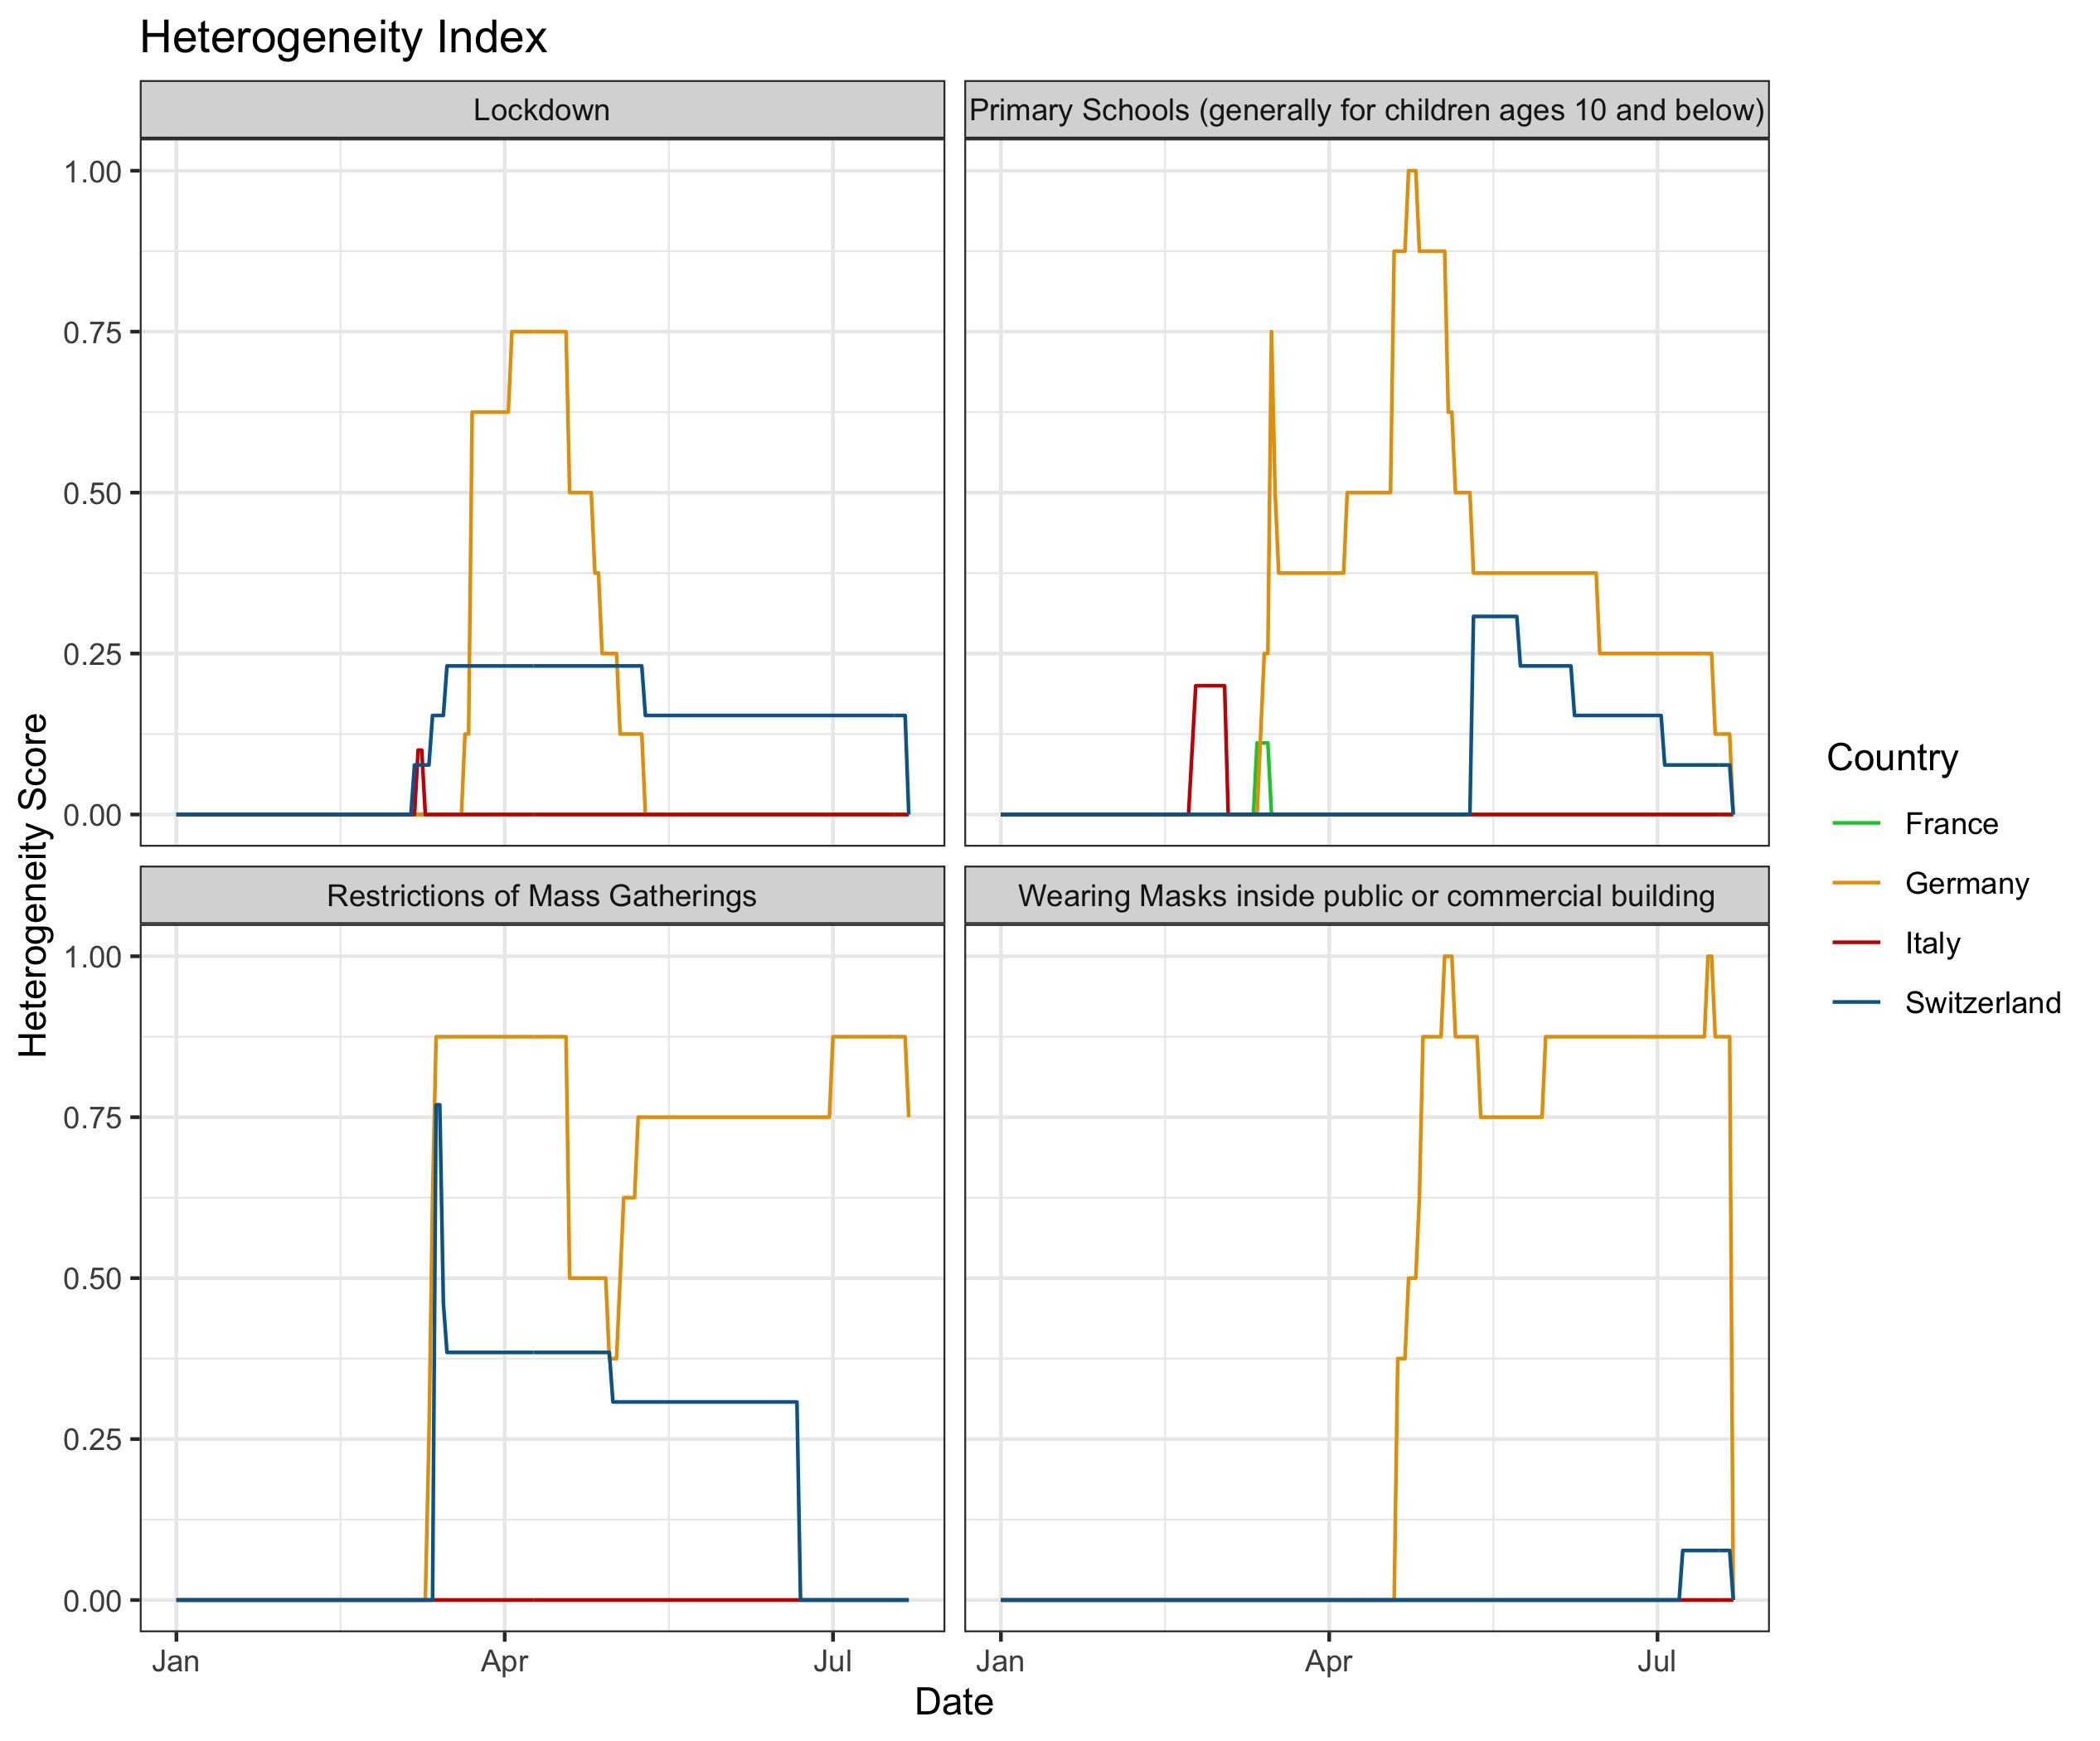 Heterogeneity Index
Lockdown
Primary Schools (generally for children ages 10 and below)
1.00
0.75
0.50
0.25
0.00
Restrictions of Mass Gatherings
Wearing Masks inside public or commercial building
1.00
0.75
0.50
0.25
0.00
Jan
Apr
Jul
Jan
Apr
Jul
Date
Heterogeneity Score
Country
France
Germany
Italy
Switzerland